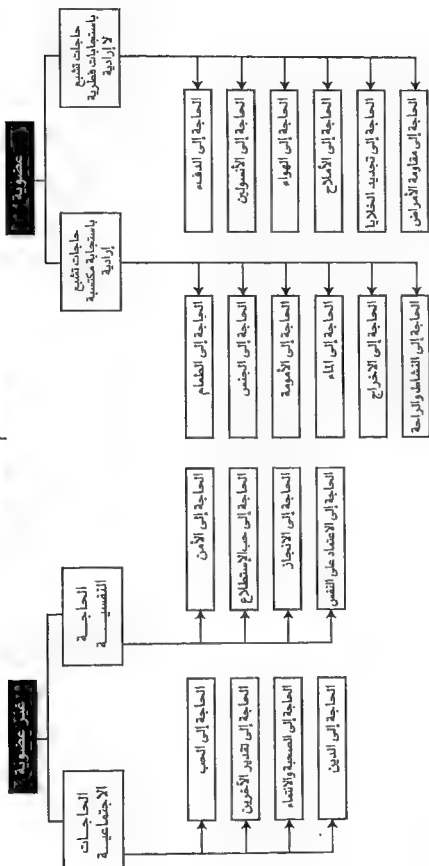 عضوية
حاجات تشبع
باستجابات فطرية
لا إرادية
الحاجة إلى الدفء
الحاجة إلى الأنسولين
الحاجة إلى الهواء
الحاجة إلى الأملاح
الحاجة إلى تجديد الخلايا
الحاجة إلى مقاومة الأمراض
حاجات تشبع
باستجابة مكتسبة
إرادية
الحاجة إلى الطعام
الحاجة إلى الجنس
الحاجة إلى الأمومة
الحاجة إلى الماء
الحاجة إلى الاخراج
الحاجة إلى النشاط والراحة
غير عضوية
الحاجة
النفسية
الحاجة إلى الأمن
الحاجة إلى حب الإستطلاع
الحاجة إلى الانجاز
الحاجة إلى الاعتماد على النفس
الحاجات
الاجتماعية
الحاجة إلى الحب
الحاجة إلى تقدير الآخرين
الحاجة إلى الصحبة والانتماء
الحاجة إلى الدين